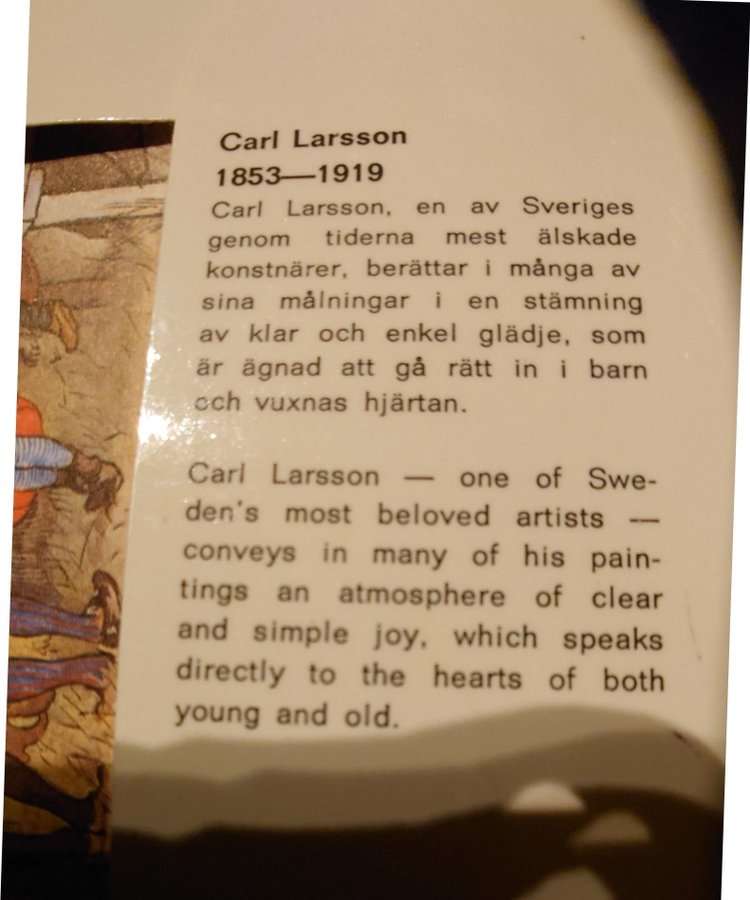 Carl Larsson
1853—1919
Carl Larsson, en av Sveriges
genom tiderna mest älskade
konstnärer, berättar i många av
sina målningar i en stämning
av klar och enkel glädje, som
är ägnad att gå rätt in i barn
och vuxnas hjärtan.
Carl Larsson — one of Swe-
den's most beloved artists —
conveys in many of his pain-
tings an atmosphere of clear
and simple joy, which speaks
directly to the hearts of both
young and old.